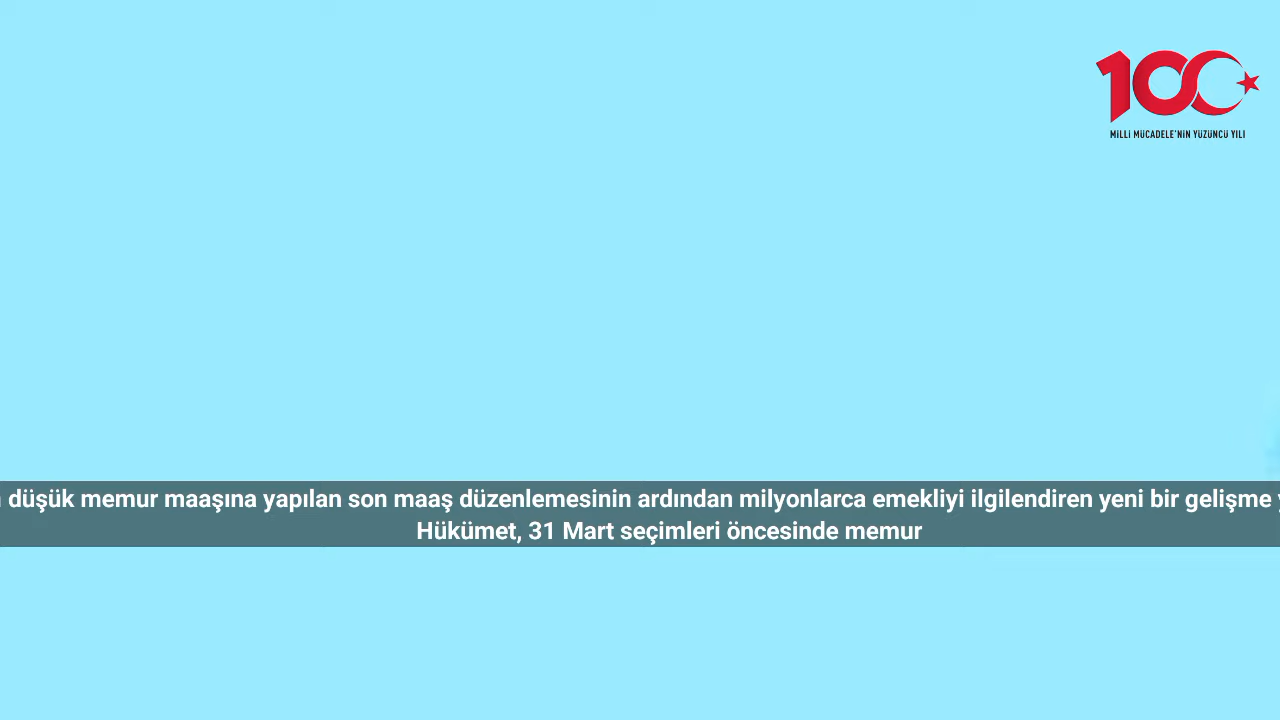 100
MİLLİ MÜCADELE'NİN YÜZÜNCÜ YILI
düşük memur maaşına yapılan son maaş düzenlemesinin ardından milyonlarca emekliyi ilgilendiren yeni bir gelişme
Hükümet, 31 Mart seçimleri öncesinde memur